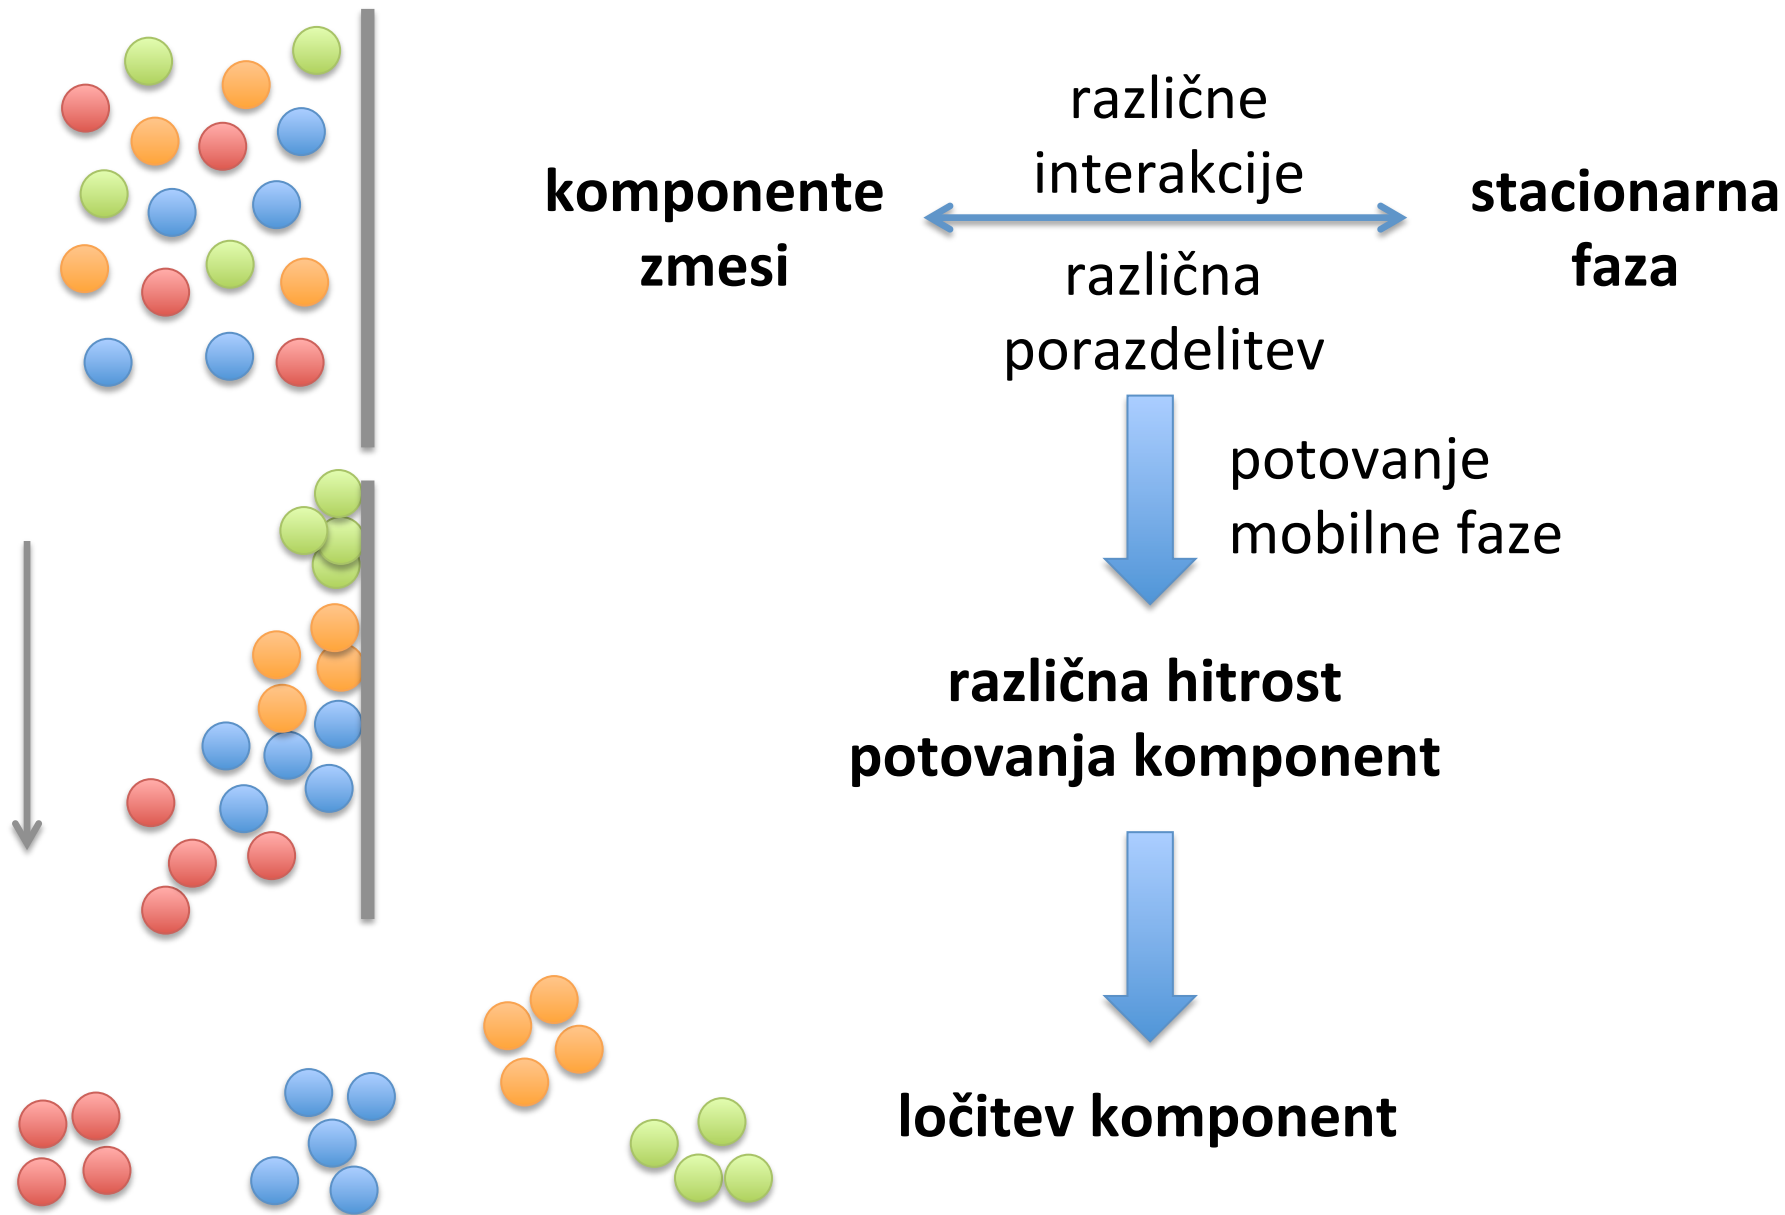 komponente
zmesi
različne
interakcije
različna
porazdelitev
stacionarna
faza
potovanje
mobilne faze
različna hitrost
potovanja komponent
ločitev komponent